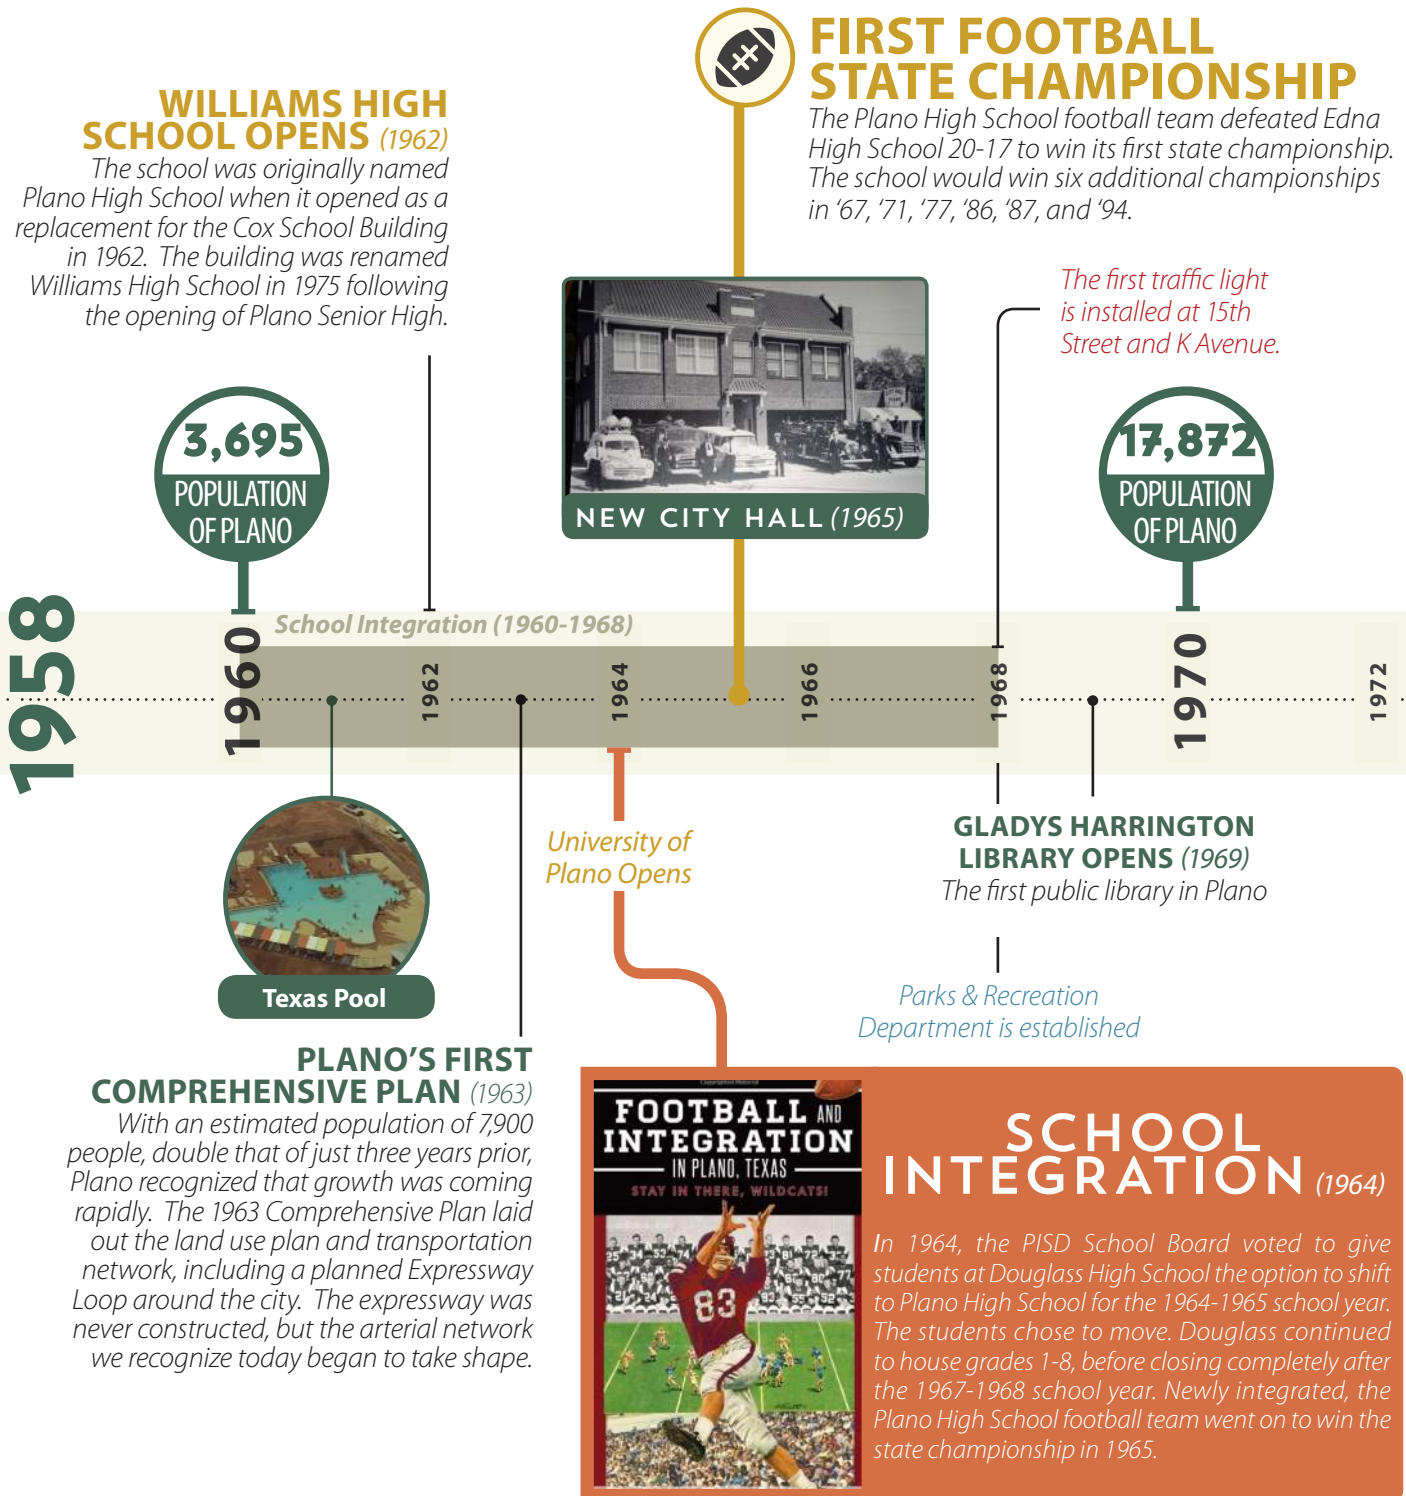 FIRST FOOTBALL
STATE CHAMPIONSHIP
The Plano High School football team defeated Edna
High School 20-17 to win its first state championship.
The school would win six additional championships
in ‘67, ‘71, ‘77, ‘86, ‘87, and ‘94.
WILLIAMS HIGH
SCHOOL OPENS (1962)
The school was originally named
Plano High School when it opened as a
replacement for the Cox School Building
in 1962. The building was renamed
Williams High School in 1975 following
the opening of Plano Senior High.
The first traffic light
is installed at 15th
Street and K Avenue.
3,695
POPULATION
OF PLANO
NEW CITY HALL (1965)
17,872
POPULATION
OF PLANO
1958
School Integration (1960-1968)
1960
1962
1964
1966
1968
1970
1972
Texas Pool
University of
Plano Opens
GLADYS HARRINGTON
LIBRARY OPENS (1969)
The first public library in Plano
Parks & Recreation
Department is established
PLANO’S FIRST
COMPREHENSIVE PLAN (1963)
With an estimated population of 7,900
people, double that of just three years prior,
Plano recognized that growth was coming
rapidly. The 1963 Comprehensive Plan laid
out the land use plan and transportation
network, including a planned Expressway
Loop around the city. The expressway was
never constructed, but the arterial network
we recognize today began to take shape.
Copyrighted Material
FOOTBALL AND
INTEGRATION
IN PLANO, TEXAS
STAY IN THERE, WILDCATS!
83
SCHOOL
INTEGRATION (1964)
In 1964, the PISD School Board voted to give
students at Douglass High School the option to shift
to Plano High School for the 1964-1965 school year.
The students chose to move. Douglass continued
to house grades 1-8, before closing completely after
the 1967-1968 school year. Newly integrated, the
Plano High School football team went on to win the
state championship in 1965.